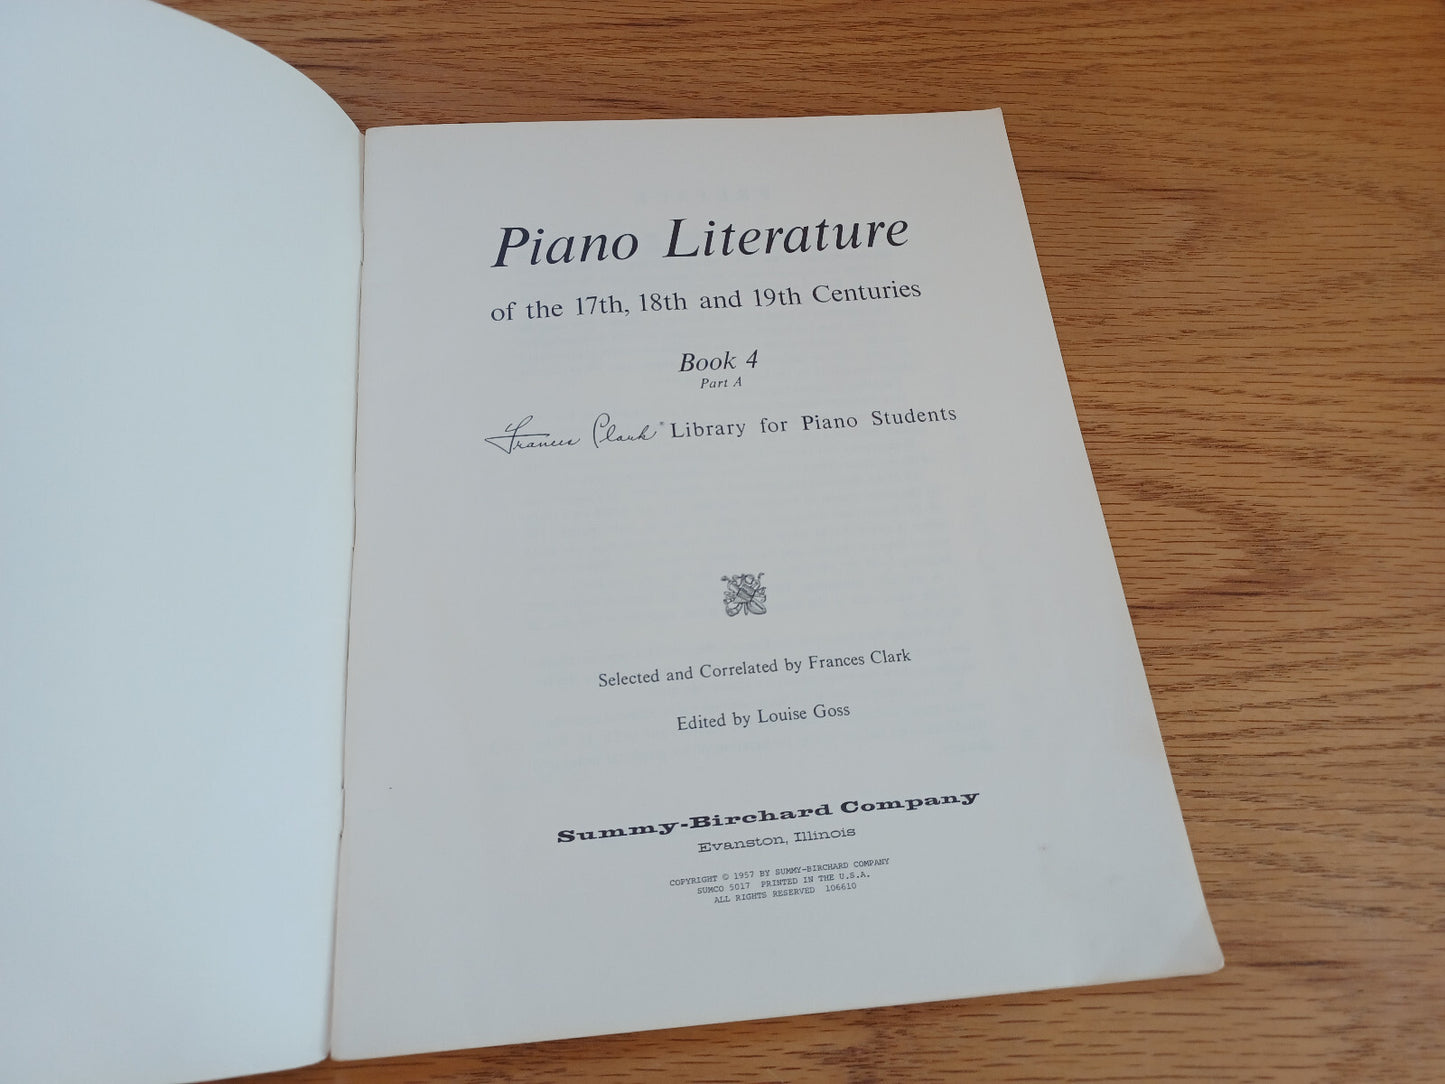 Piano Literature
of the 17th, 18th and 19th Centuries
Book 4
Part A
Frances Clark® Library for Piano Students
Selected and Correlated by Frances Clark
Edited by Louise Goss
Summy-Birchard Company
Evanston, Illinois
COPYRIGHT © 1957 BY SUMMY-BIRCHARD COMPANY
SUMCO 5017 PRINTED IN THE U.S.A.
ALL RIGHTS RESERVED 106610